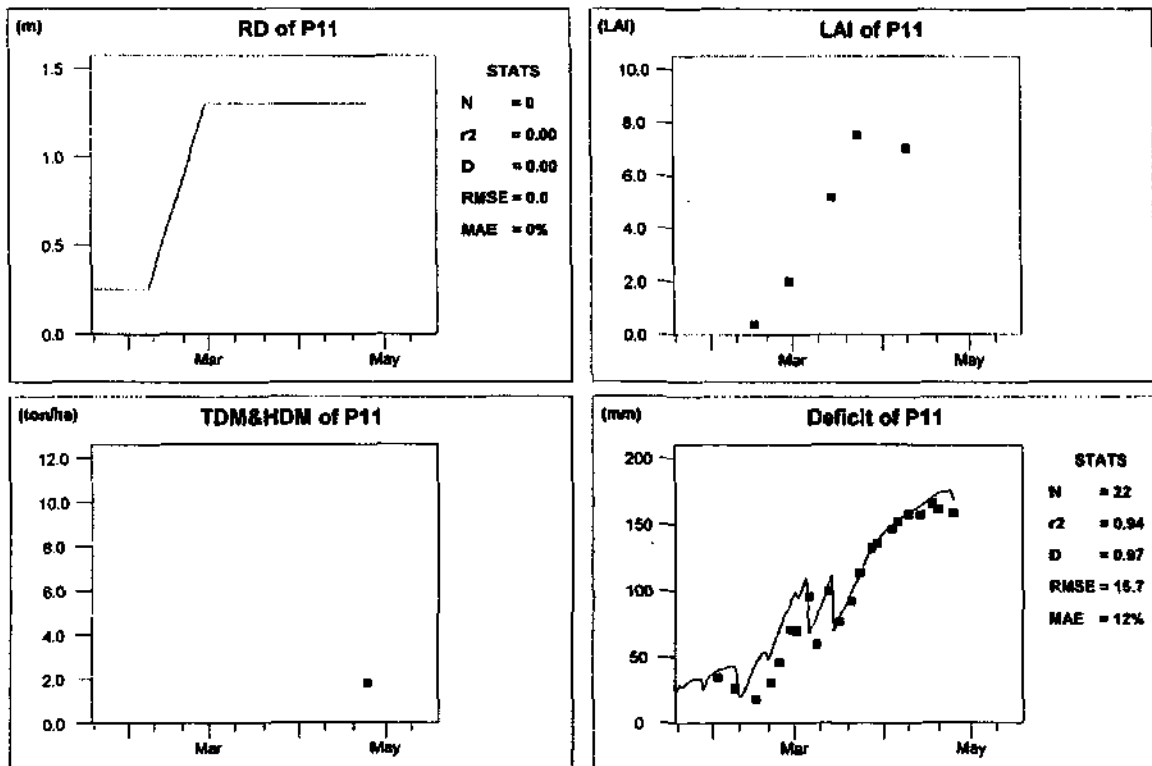 (m) RD of P11
1.5
1.0
0.5
0.0
Mar May
STATS
N = 0
r2 = 0.00
D = 0.00
RMSE = 0.0
MAE = 0%
(LAI) LAI of P11
10.0
8.0
6.0
4.0
2.0
0.0
Mar May
(ton/ha) TDM&HDM of P11
12.0
10.0
8.0
6.0
4.0
2.0
0.0
Mar May
(mm) Deficit of P11
200
150
100
50
0
Mar May
STATS
N = 22
r2 = 0.94
D = 0.97
RMSE = 15.7
MAE = 12%